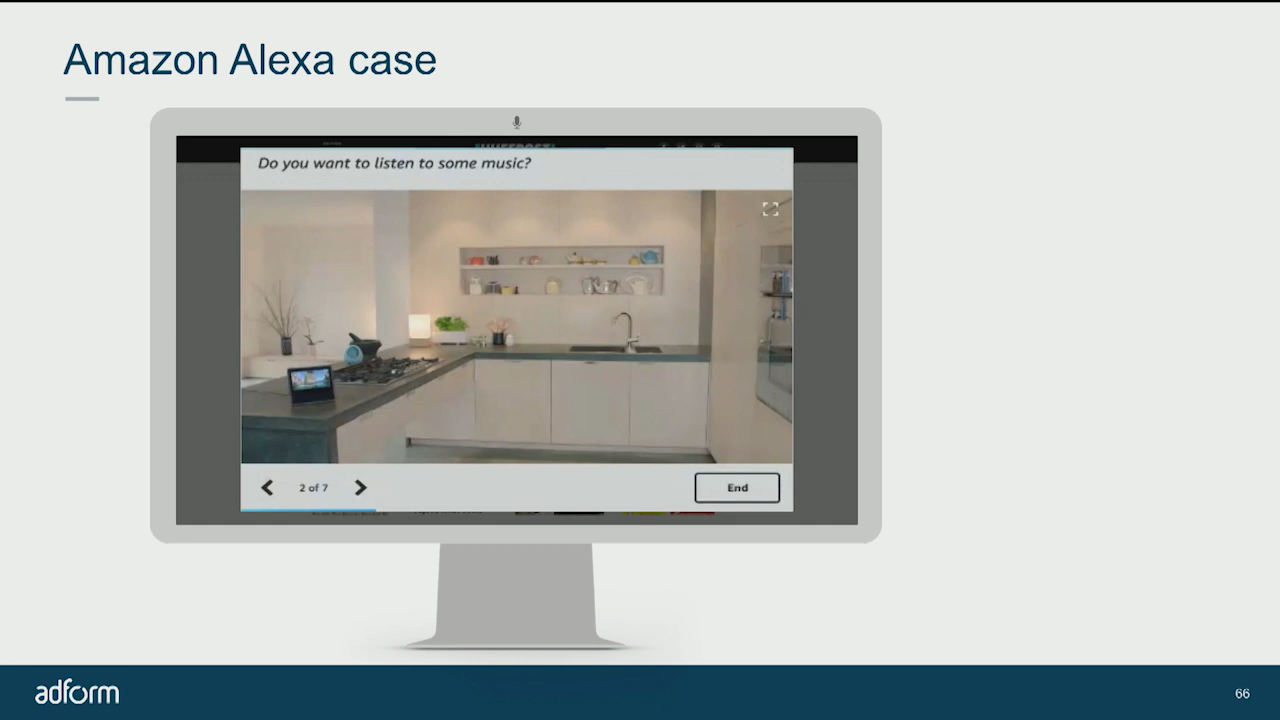 Amazon Alexa case
Do you want to listen to some music?
2 of 7
End
adform
66